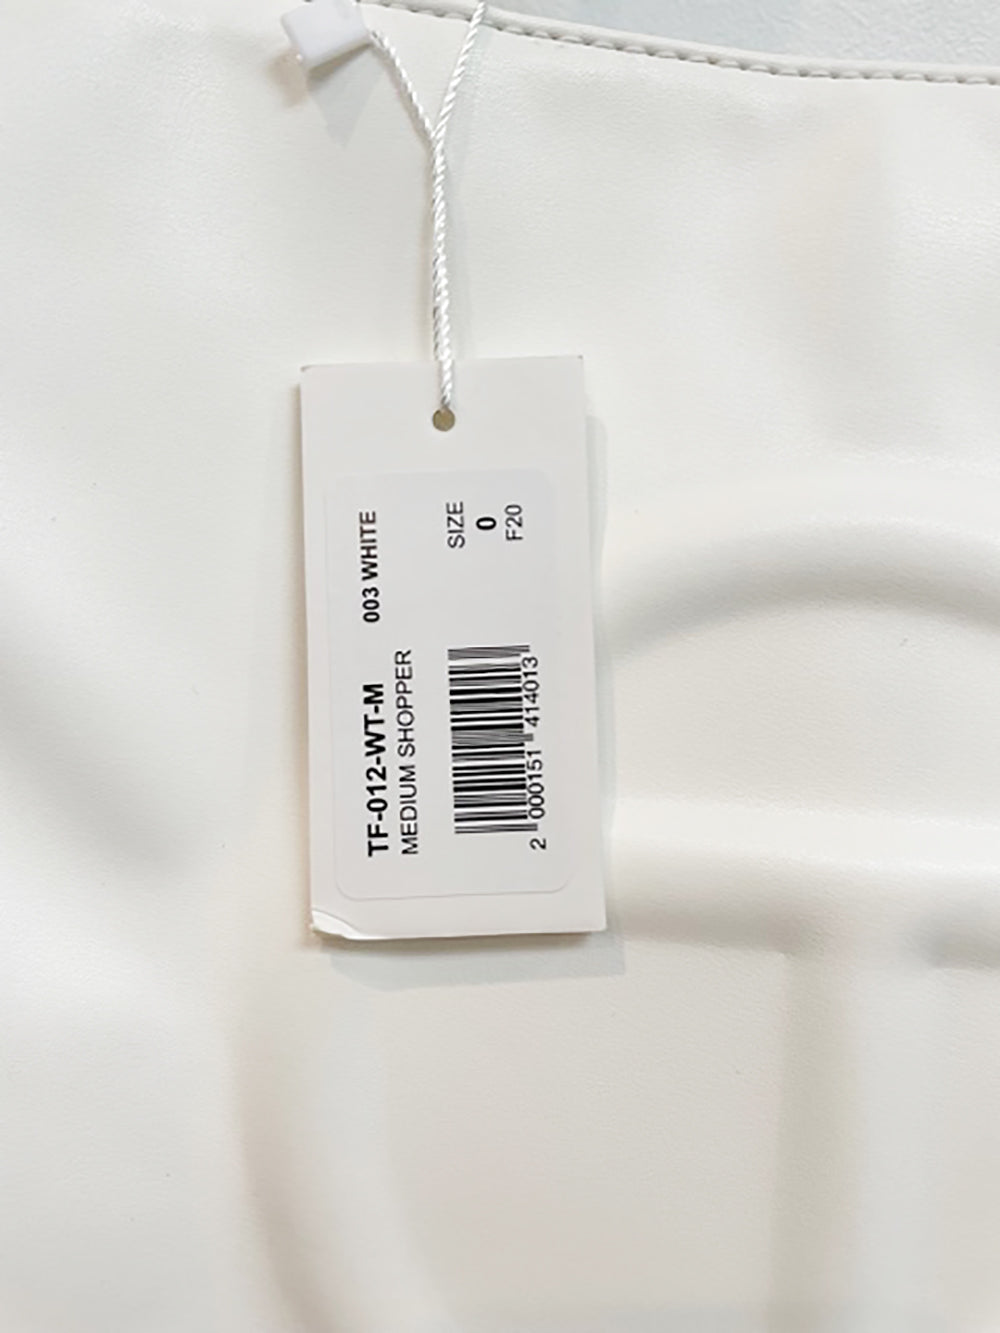 TF-012-WT-M 003 WHITE
MEDIUM SHOPPER
SIZE
0
F20
2 000151 414013